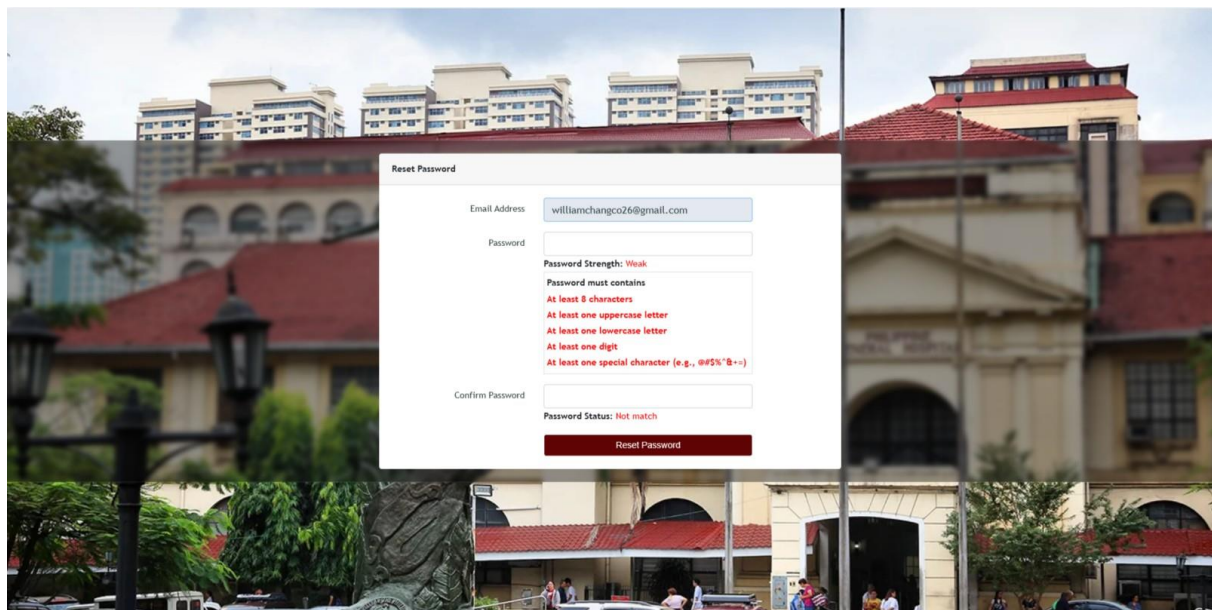 Reset Password
Email Address
williamchangco26@gmail.com
Password
Password Strength: Weak
Password must contains
At least 8 characters
At least one uppercase letter
At least one lowercase letter
At least one digit
At least one special character (e.g., @#$%^&+=)
Confirm Password
Password Status: Not match
Reset Password